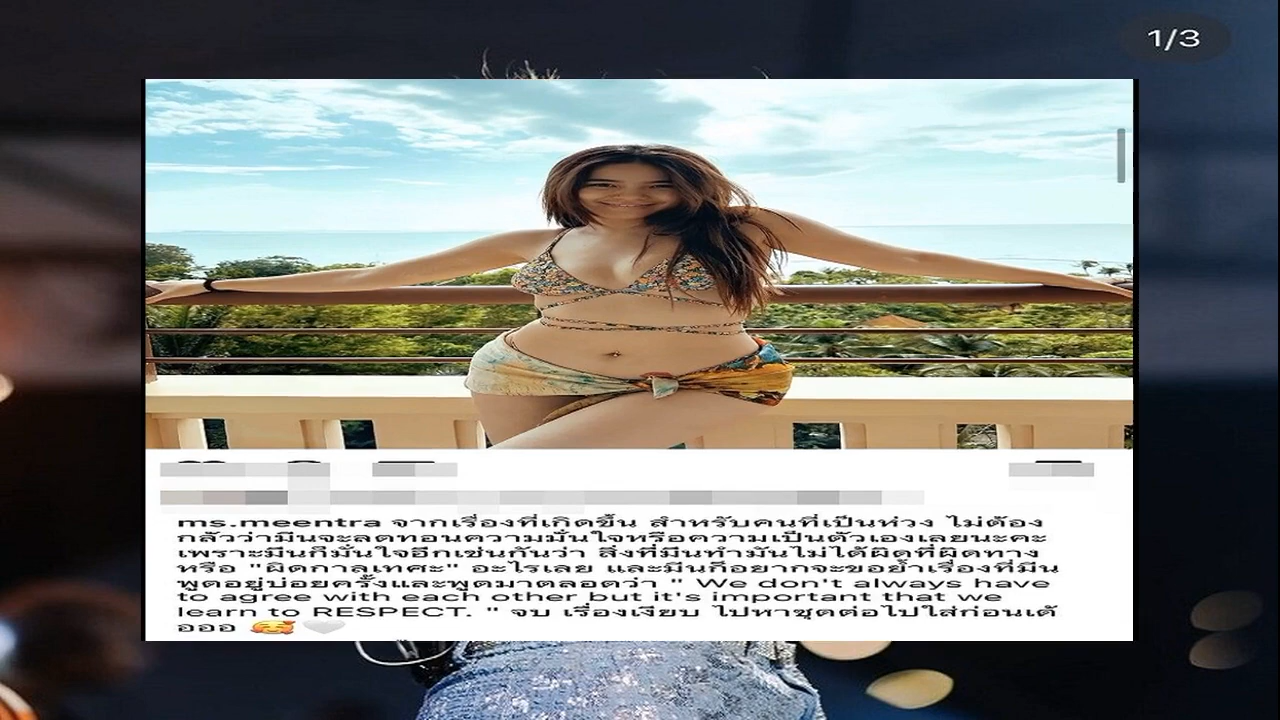 1/3
ms.meentra จากเรื่องที่เกิดขึ้น สำหรับคนที่เป็นห่วง ไม่ต้อง
กลัวว่ามีนจะลดทอนความมั่นใจหรือความเป็นตัวเองเลยนะคะ
เพราะมีนก็มั่นใจอีกเช่นกันว่า สิ่งที่มีนทำมันไม่ได้ผิดที่ผิดทาง
หรือ "ผิดกาลเทศะ" อะไรเลย และมีนก็อยากจะขอย้ำเรื่องที่มีน
พูดอยู่บ่อยครั้งและพูดมาตลอดว่า " We don't always have
to agree with each other but it's important that we
learn to RESPECT. " จบ เรื่องเงียบ ไปหาชุดต่อไปใส่ก่อนเด้
อออ 🥰 🤍